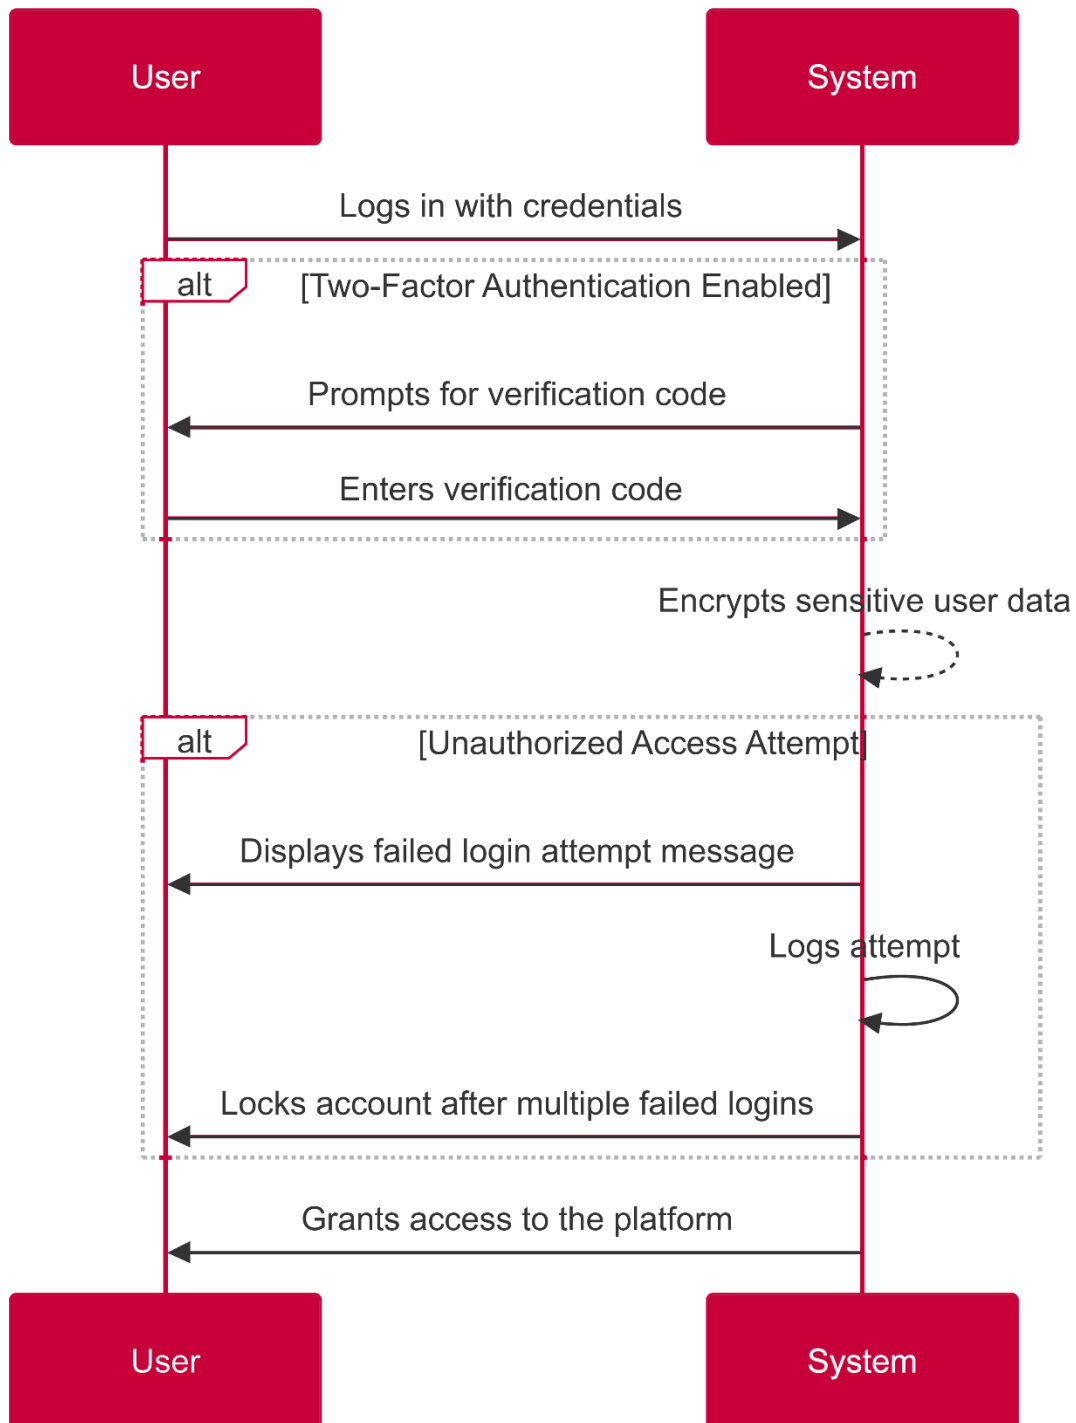 User
System
Logs in with credentials
alt
[Two-Factor Authentication Enabled]
Prompts for verification code
Enters verification code
Encrypts sensitive user data
alt
[Unauthorized Access Attempt]
Displays failed login attempt message
Logs attempt
Locks account after multiple failed logins
Grants access to the platform
User
System